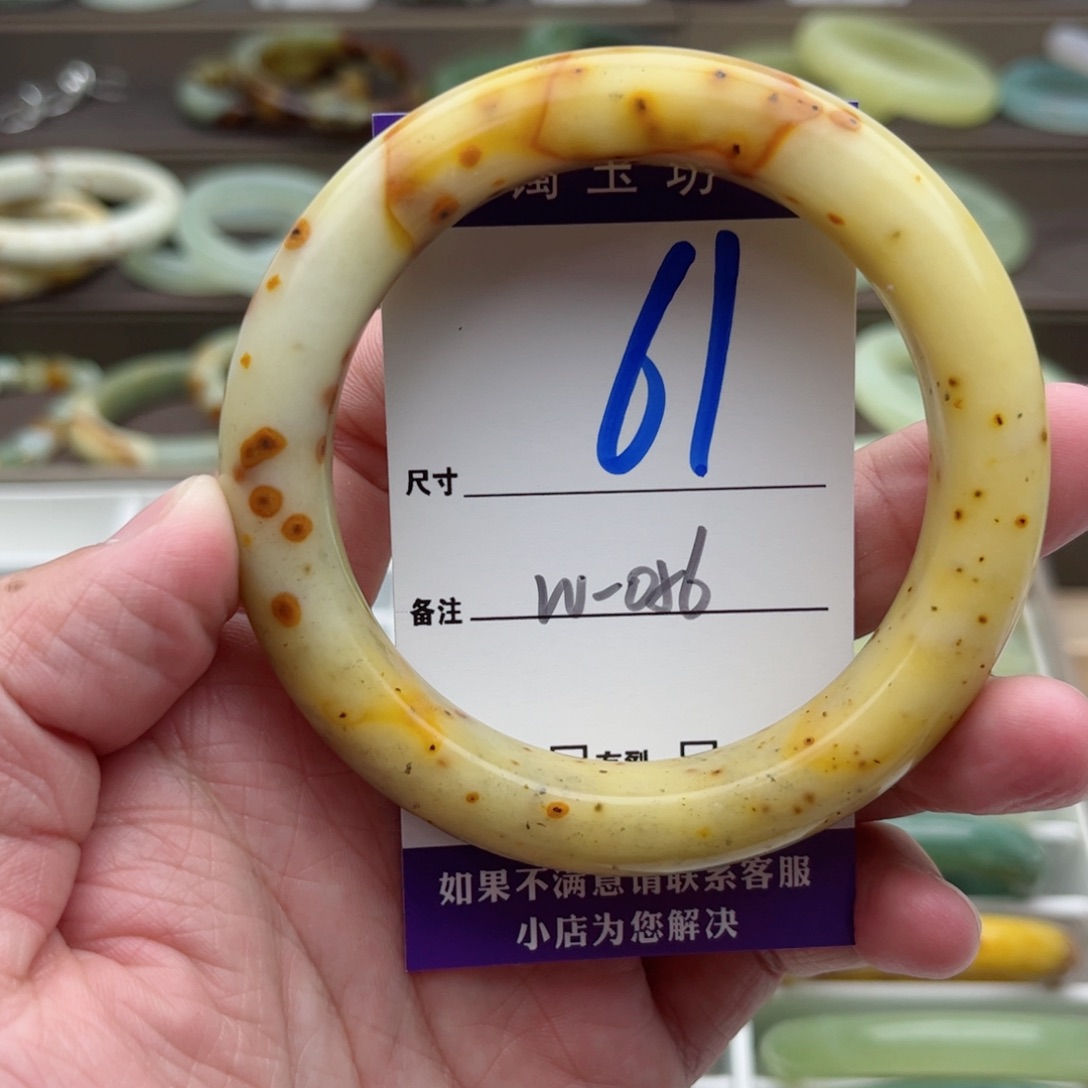 淘玉坊
61
尺寸
备注 W-086
如果不满意请联系客服
小店为您解决